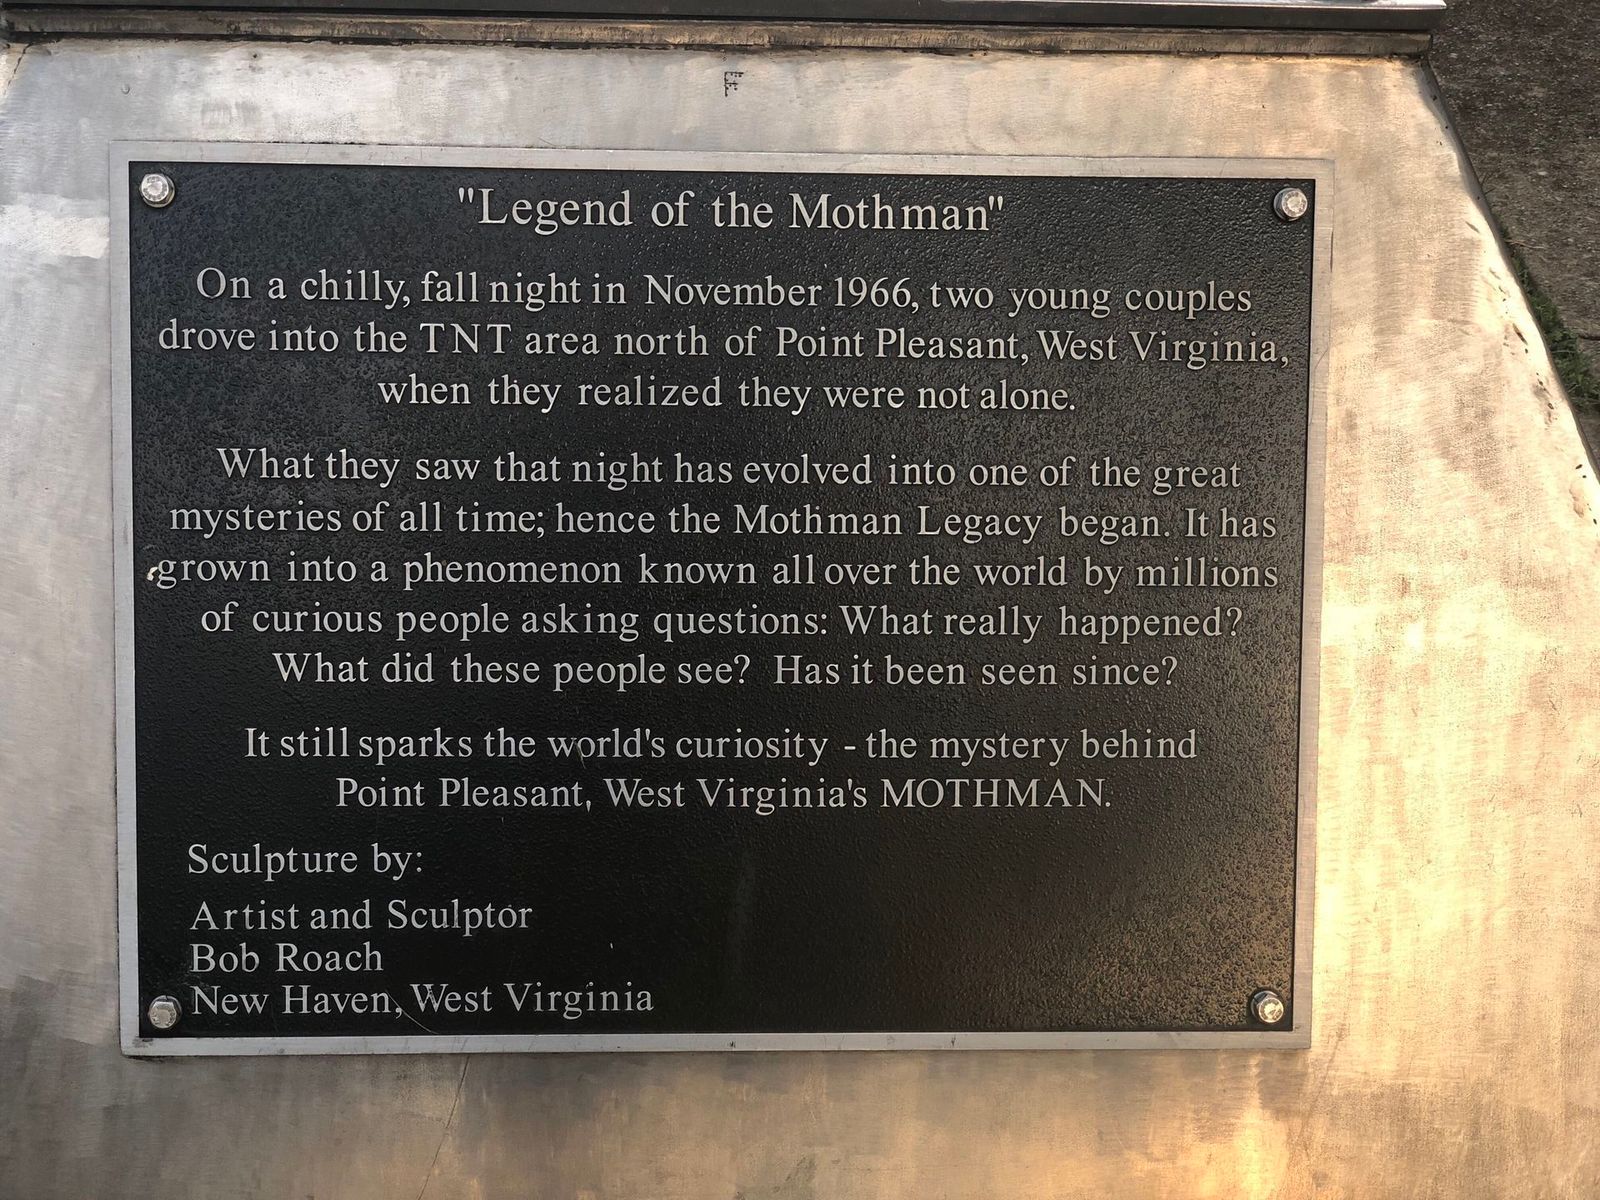 "Legend of the Mothman"
On a chilly, fall night in November 1966, two young couples
drove into the TNT area north of Point Pleasant, West Virginia,
when they realized they were not alone.
What they saw that night has evolved into one of the great
mysteries of all time; hence the Mothman Legacy began. It has
grown into a phenomenon known all over the world by millions
of curious people asking questions: What really happened?
What did these people see? Has it been seen since?
It still sparks the world's curiosity - the mystery behind
Point Pleasant, West Virginia's MOTHMAN.
Sculpture by:
Artist and Sculptor
Bob Roach
New Haven, West Virginia